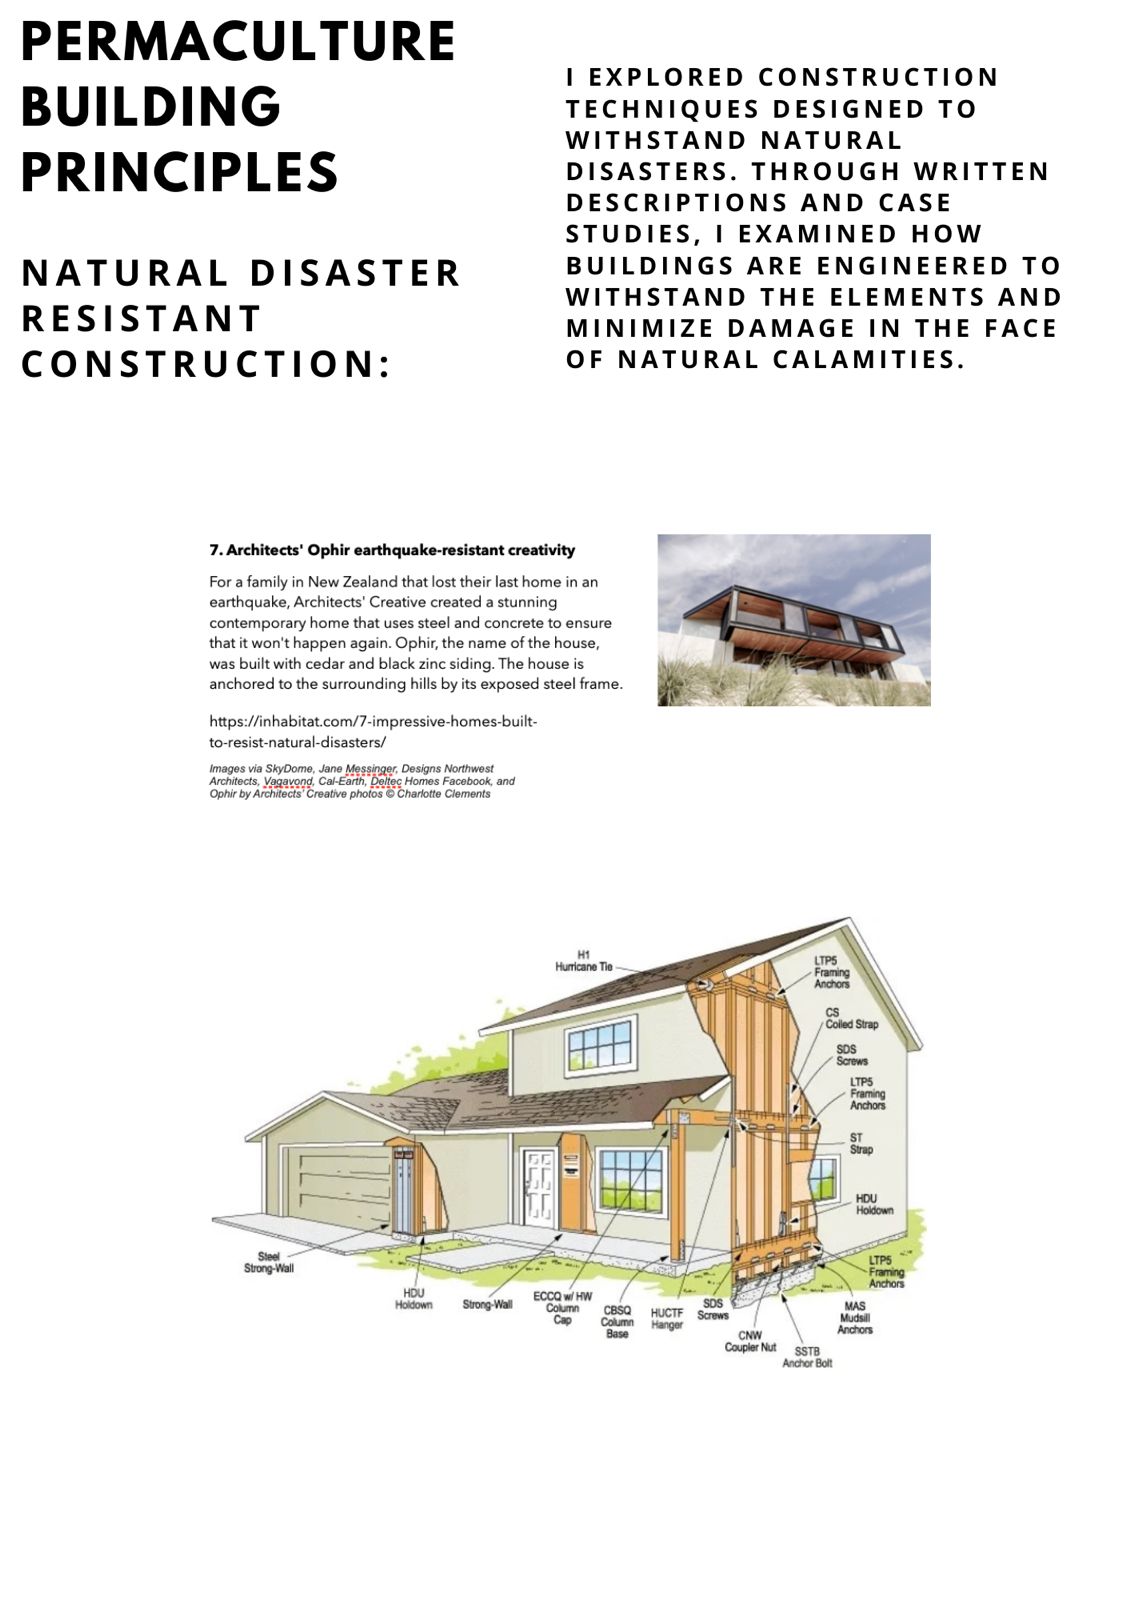 PERMACULTURE
BUILDING
PRINCIPLES
NATURAL DISASTER
RESISTANT
CONSTRUCTION:
I EXPLORED CONSTRUCTION
TECHNIQUES DESIGNED TO
WITHSTAND NATURAL
DISASTERS. THROUGH WRITTEN
DESCRIPTIONS AND CASE
STUDIES, I EXAMINED HOW
BUILDINGS ARE ENGINEERED TO
WITHSTAND THE ELEMENTS AND
MINIMIZE DAMAGE IN THE FACE
OF NATURAL CALAMITIES.
7. Architects' Ophir earthquake-resistant creativity
For a family in New Zealand that lost their last home in an
earthquake, Architects' Creative created a stunning
contemporary home that uses steel and concrete to ensure
that it won't happen again. Ophir, the name of the house,
was built with cedar and black zinc siding. The house is
anchored to the surrounding hills by its exposed steel frame.
https://inhabitat.com/7-impressive-homes-built-
to-resist-natural-disasters/
Images via SkyDome, Jane Messinger, Designs Northwest
Architects, Vagavond, Cal-Earth, Deltec Homes Facebook, and
Ophir by Architects' Creative photos © Charlotte Clements
H1
Hurricane Tie
LTP5
Framing
Anchors
CS
Coiled Strap
SDS
Screws
LTP5
Framing
Anchors
ST
Strap
HDU
Holdown
LTP5
Framing
Anchors
Steel
Strong-Wall
HDU
Holdown
Strong-Wall
ECCQ w/ HW
Column
Cap
CBSQ
Column
Base
HUCTF
Hanger
SDS
Screws
CNW
Coupler Nut
SSTB
Anchor Bolt
MAS
Mudsill
Anchors